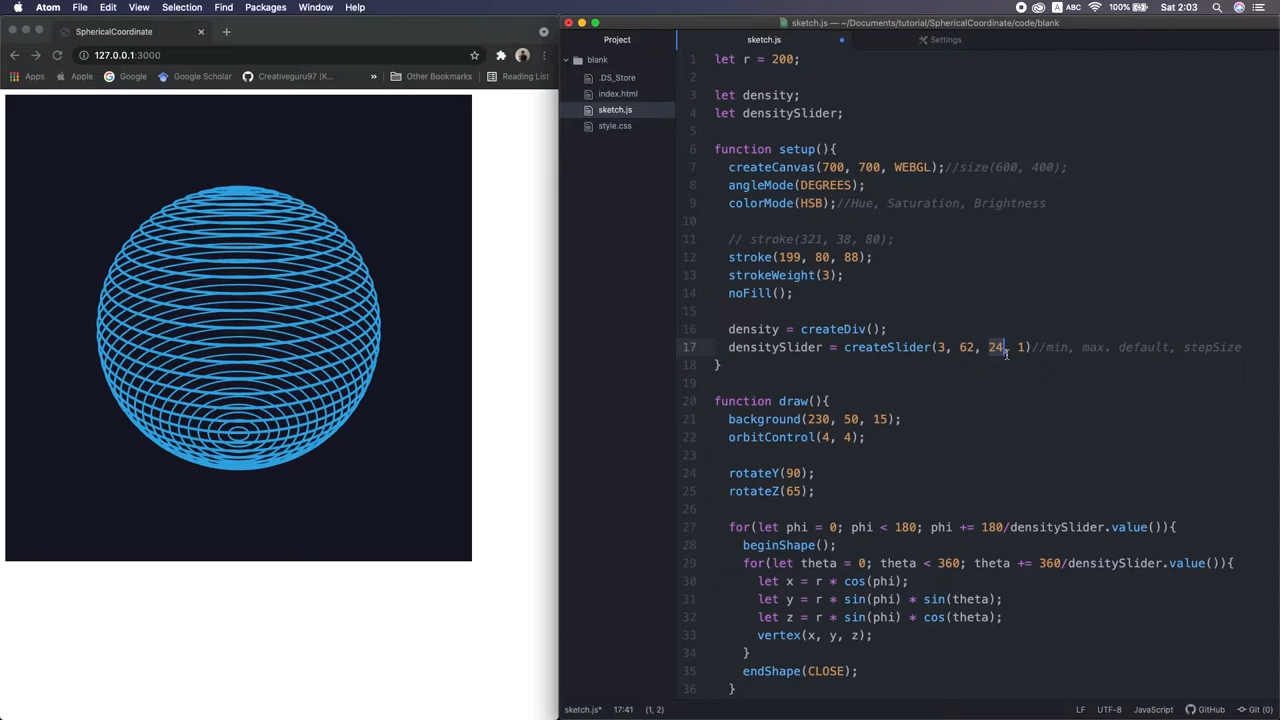 Atom File Edit View Selection Find Packages Window Help
100% Sat 2:03
SphericalCoordinate
127.0.0.1:3000
Apps Apple Google Google Scholar Creativeguru97 (K... » Other Bookmarks Reading List
sketch.js — ~/Documents/tutorial/SphericalCoordinate/code/blank
Project
blank
.DS_Store
index.html
sketch.js
style.css
sketch.js Settings
1 let r = 200;
2
3 let density;
4 let densitySlider;
5
6 function setup(){
7 createCanvas(700, 700, WEBGL);//size(600, 400);
8 angleMode(DEGREES);
9 colorMode(HSB);//Hue, Saturation, Brightness
10
11 // stroke(321, 38, 80);
12 stroke(199, 80, 88);
13 strokeWeight(3);
14 noFill();
15
16 density = createDiv();
17 densitySlider = createSlider(3, 62, 24, 1)//min, max. default, stepSize
18 }
19
20 function draw(){
21 background(230, 50, 15);
22 orbitControl(4, 4);
23
24 rotateY(90);
25 rotateZ(65);
26
27 for(let phi = 0; phi < 180; phi += 180/densitySlider.value()){
28 beginShape();
29 for(let theta = 0; theta < 360; theta += 360/densitySlider.value()){
30 let x = r * cos(phi);
31 let y = r * sin(phi) * sin(theta);
32 let z = r * sin(phi) * cos(theta);
33 vertex(x, y, z);
34 }
35 endShape(CLOSE);
36 }
sketch.js* 17:41 (1, 2) LF UTF-8 JavaScript GitHub Git (0)